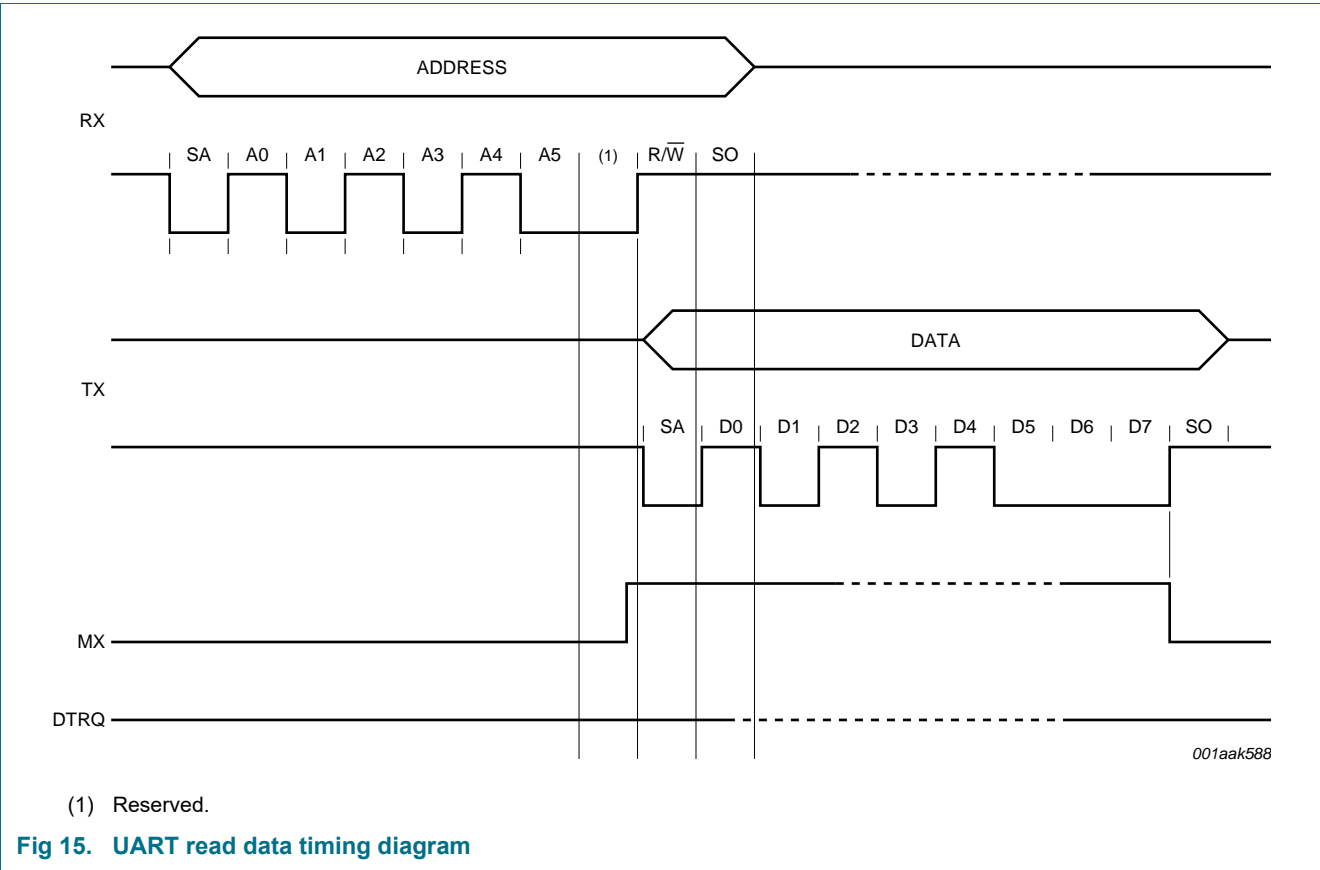 ADDRESS
RX
SA A0 A1 A2 A3 A4 A5 (1) R/W̅ SO
DATA
TX
SA D0 D1 D2 D3 D4 D5 D6 D7 SO
MX
DTRQ
001aak588
(1) Reserved.
Fig 15. UART read data timing diagram